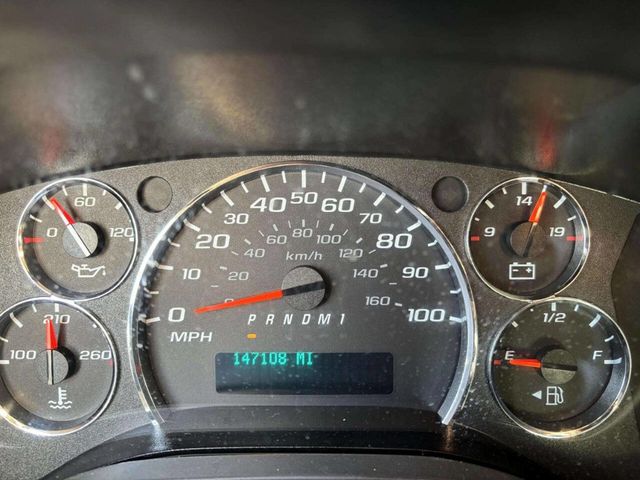 0 60 120
0 10 20 30 40 50 60 70 80 90 100
MPH
0 20 40 60 80 100 120 140 160
km/h
P R N D M 1
147108 MI
9 14 19
100 210 260
E 1/2 F